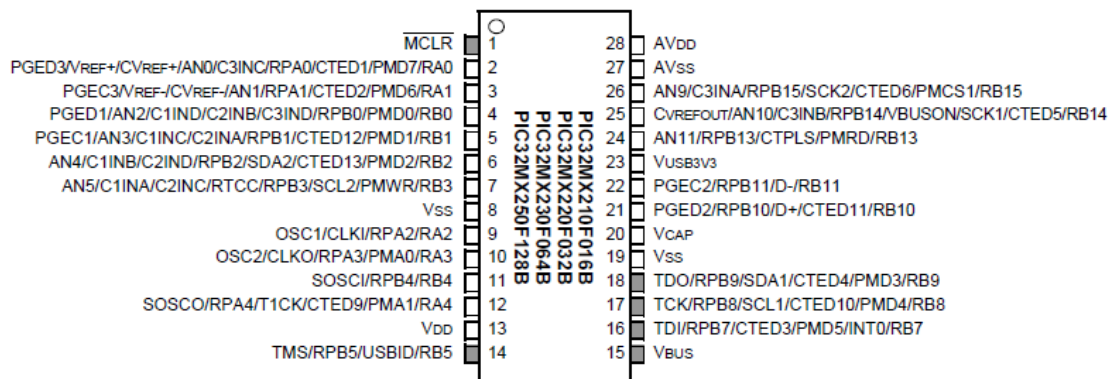 MCLR 1
PGED3/VREF+/CVREF+/AN0/C3INC/RPA0/CTED1/PMD7/RA0 2
PGEC3/VREF-/CVREF-/AN1/RPA1/CTED2/PMD6/RA1 3
PGED1/AN2/C1IND/C2INB/C3IND/RPB0/PMD0/RB0 4
PGEC1/AN3/C1INC/C2INA/RPB1/CTED12/PMD1/RB1 5
AN4/C1INB/C2IND/RPB2/SDA2/CTED13/PMD2/RB2 6
AN5/C1INA/C2INC/RTCC/RPB3/SCL2/PMWR/RB3 7
VSS 8
OSC1/CLKI/RPA2/RA2 9
OSC2/CLKO/RPA3/PMA0/RA3 10
SOSCI/RPB4/RB4 11
SOSCO/RPA4/T1CK/CTED9/PMA1/RA4 12
VDD 13
TMS/RPB5/USBID/RB5 14
PIC32MX210F016B
PIC32MX220F032B
PIC32MX230F064B
PIC32MX250F128B
28 AVDD
27 AVSS
26 AN9/C3INA/RPB15/SCK2/CTED6/PMCS1/RB15
25 CVREFOUT/AN10/C3INB/RPB14/VBUSON/SCK1/CTED5/RB14
24 AN11/RPB13/CTPLS/PMRD/RB13
23 VUSB3V3
22 PGEC2/RPB11/D-/RB11
21 PGED2/RPB10/D+/CTED11/RB10
20 VCAP
19 VSS
18 TDO/RPB9/SDA1/CTED4/PMD3/RB9
17 TCK/RPB8/SCL1/CTED10/PMD4/RB8
16 TDI/RPB7/CTED3/PMD5/INT0/RB7
15 VBUS